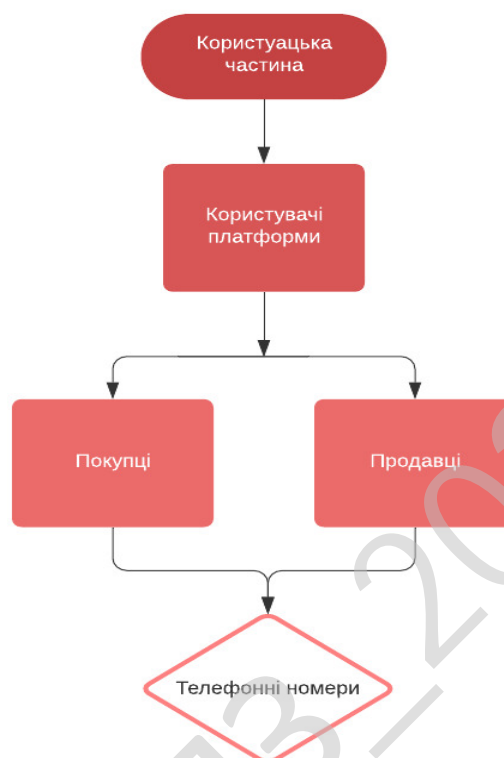 Користуацька
частина
Користувачі
платформи
Покупці
Продавці
Телефонні номери